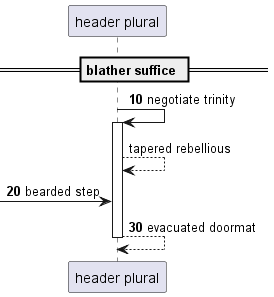 header plural
blather suffice
10 negotiate trinity
tapered rebellious
20 bearded step
30 evacuated doormat
header plural